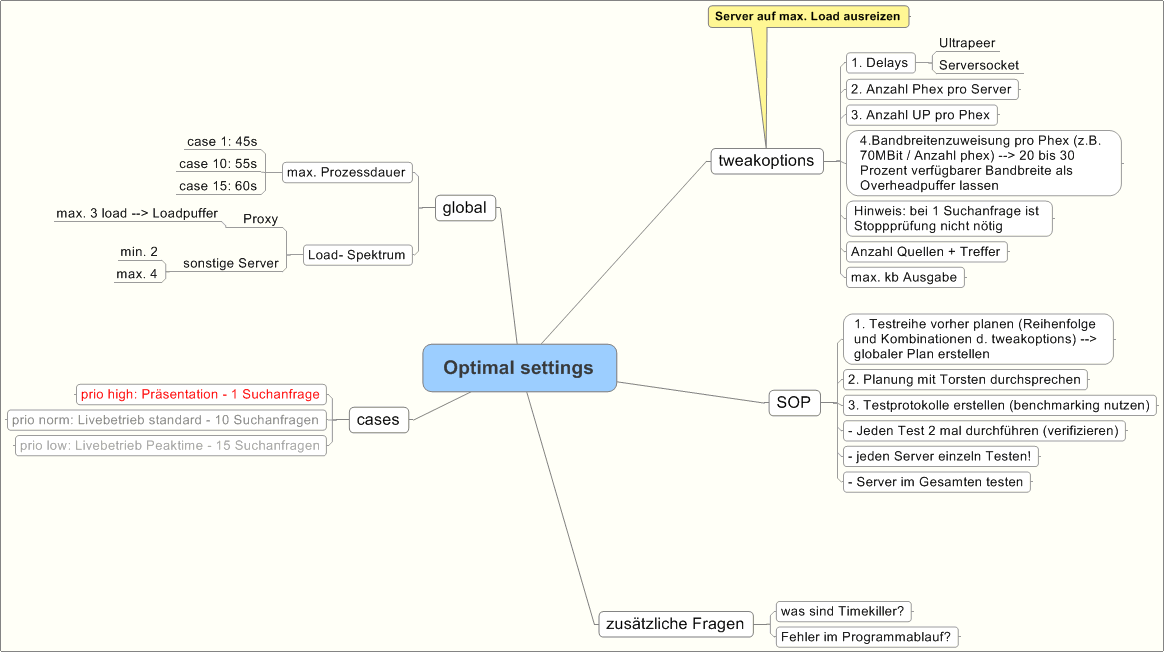 Optimal settings
Server auf max. Load ausreizen
tweakoptions
1. Delays
Ultrapeer
Serversocket
2. Anzahl Phex pro Server
3. Anzahl UP pro Phex
4.Bandbreitenzuweisung pro Phex (z.B.
70MBit / Anzahl phex) --> 20 bis 30
Prozent verfügbarer Bandbreite als
Overheadpuffer lassen
Hinweis: bei 1 Suchanfrage ist
Stoppprüfung nicht nötig
Anzahl Quellen + Treffer
max. kb Ausgabe
SOP
1. Testreihe vorher planen (Reihenfolge
und Kombinationen d. tweakoptions) -->
globaler Plan erstellen
2. Planung mit Torsten durchsprechen
3. Testprotokolle erstellen (benchmarking nutzen)
- Jeden Test 2 mal durchführen (verifizieren)
- jeden Server einzeln Testen!
- Server im Gesamten testen
zusätzliche Fragen
was sind Timekiller?
Fehler im Programmablauf?
cases
prio high: Präsentation - 1 Suchanfrage
prio norm: Livebetrieb standard - 10 Suchanfragen
prio low: Livebetrieb Peaktime - 15 Suchanfragen
global
max. Prozessdauer
case 1: 45s
case 10: 55s
case 15: 60s
Load- Spektrum
Proxy
max. 3 load --> Loadpuffer
sonstige Server
min. 2
max. 4